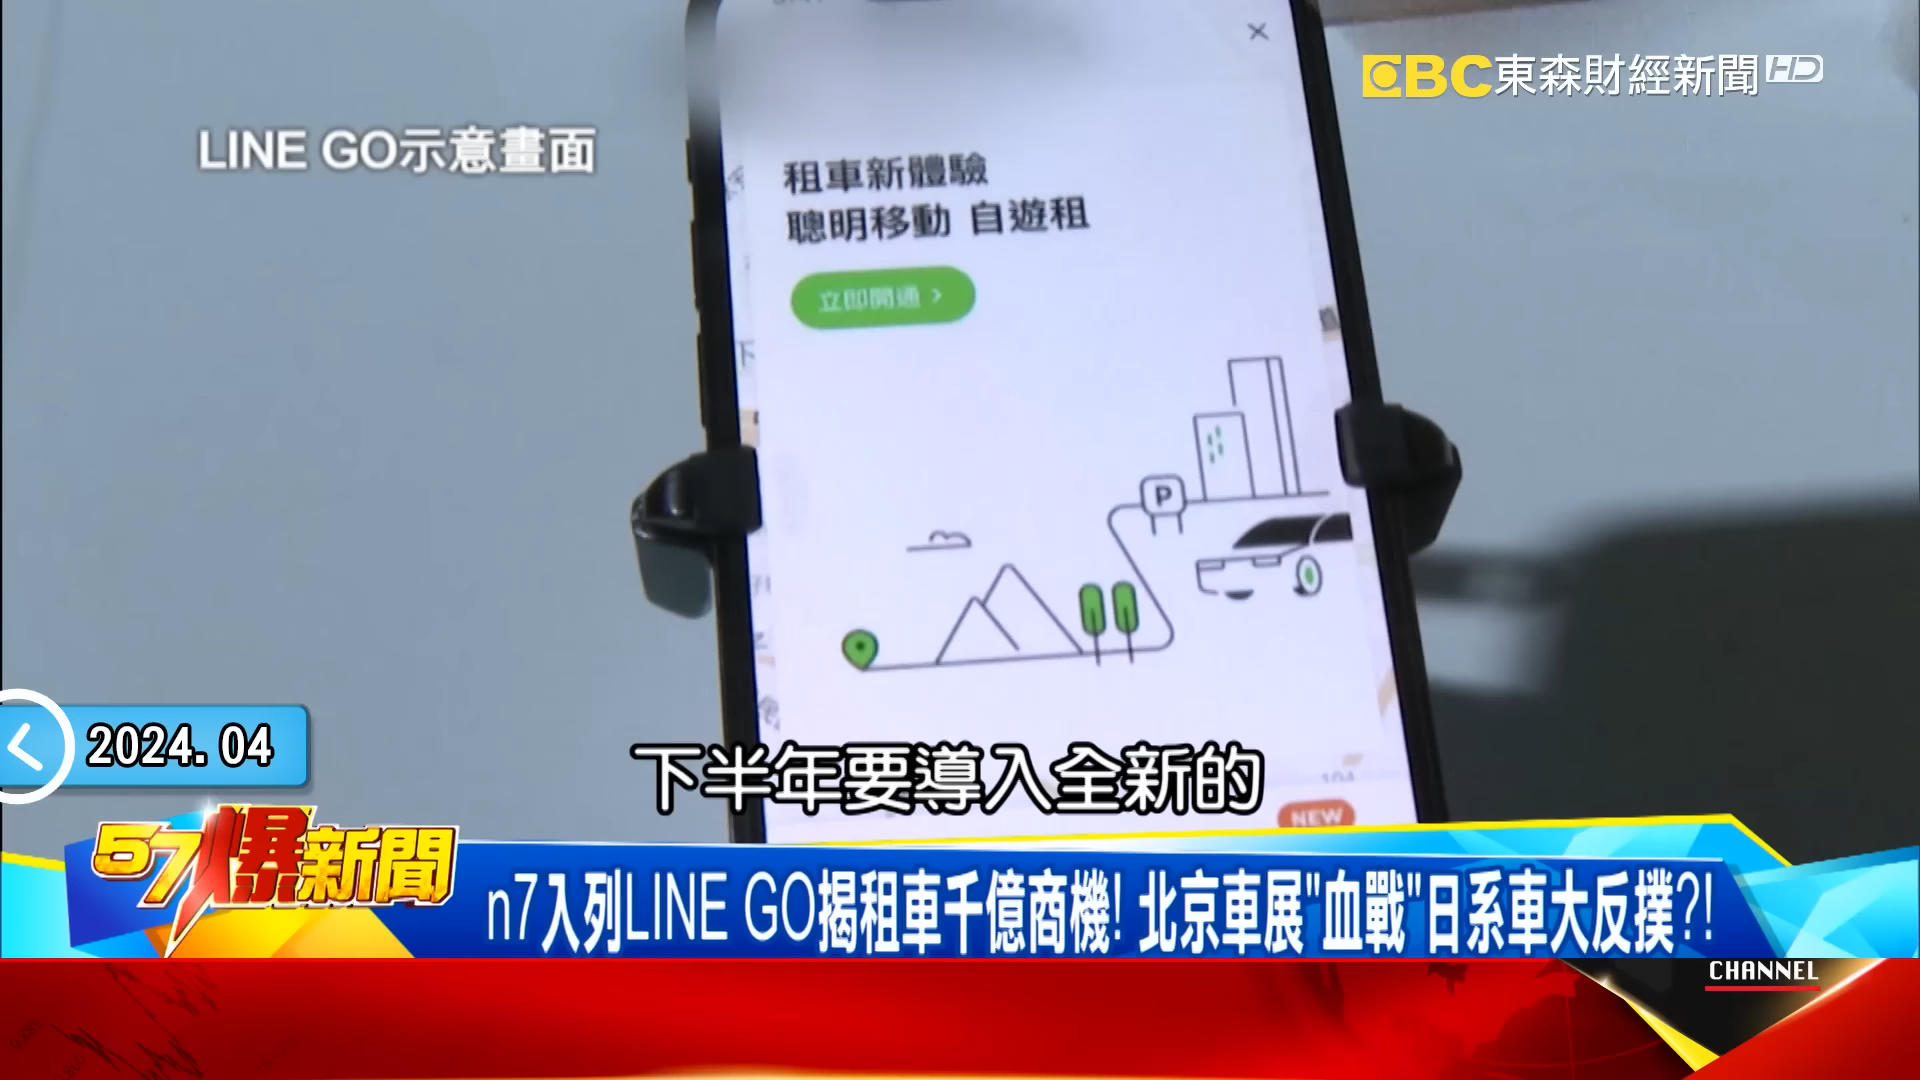 EBC東森財經新聞HD
LINE GO示意畫面
租車新體驗
聰明移動 自遊租
立即開通 >
P
2024.04
下半年要導入全新的
NEW
57爆新聞
n7入列LINE GO揭租車千億商機! 北京車展"血戰"日系車大反撲?!
CHANNEL